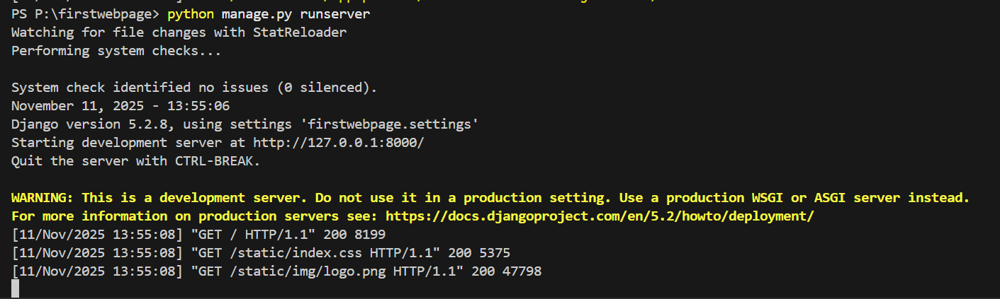 PS P:\firstwebpage> python manage.py runserver
Watching for file changes with StatReloader
Performing system checks...
System check identified no issues (0 silenced).
November 11, 2025 - 13:55:06
Django version 5.2.8, using settings 'firstwebpage.settings'
Starting development server at http://127.0.0.1:8000/
Quit the server with CTRL-BREAK.
WARNING: This is a development server. Do not use it in a production setting. Use a production WSGI or ASGI server instead.
For more information on production servers see: https://docs.djangoproject.com/en/5.2/howto/deployment/
[11/Nov/2025 13:55:08] "GET / HTTP/1.1" 200 8199
[11/Nov/2025 13:55:08] "GET /static/index.css HTTP/1.1" 200 5375
[11/Nov/2025 13:55:08] "GET /static/img/logo.png HTTP/1.1" 200 47798